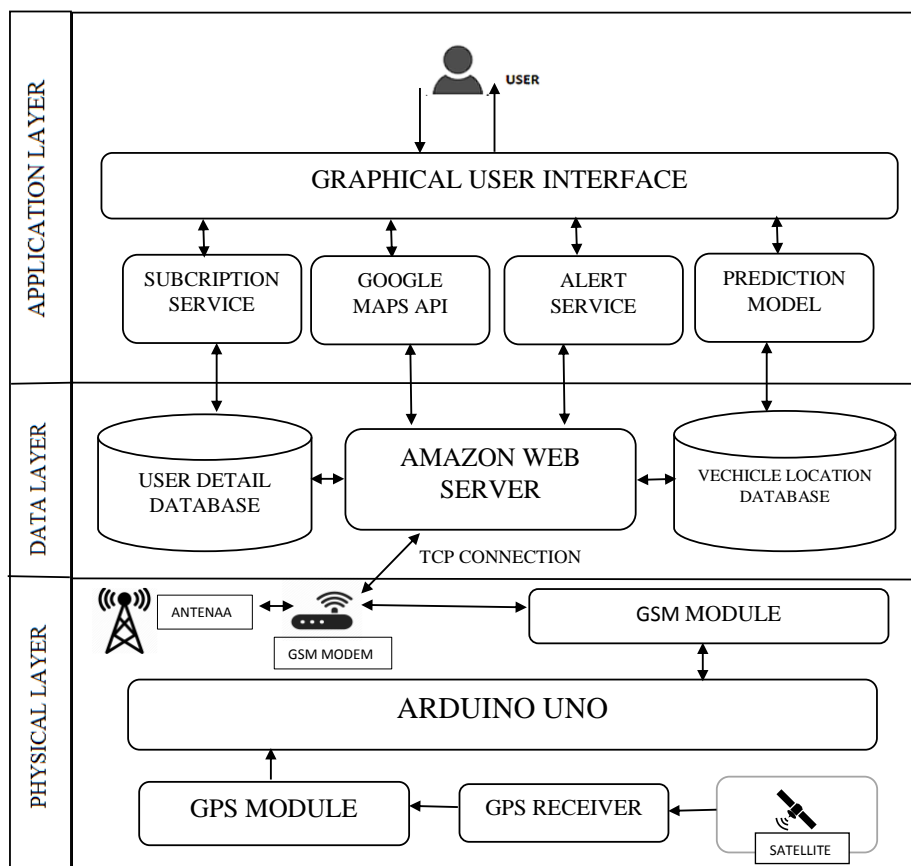 APPLICATION LAYER
USER
GRAPHICAL USER INTERFACE
SUBCRIPTION
SERVICE
GOOGLE
MAPS API
ALERT
SERVICE
PREDICTION
MODEL
DATA LAYER
USER DETAIL
DATABASE
AMAZON WEB
SERVER
VECHICLE LOCATION
DATABASE
TCP CONNECTION
PHYSICAL LAYER
ANTENAA
GSM MODEM
GSM MODULE
ARDUINO UNO
GPS MODULE
GPS RECEIVER
SATELLITE